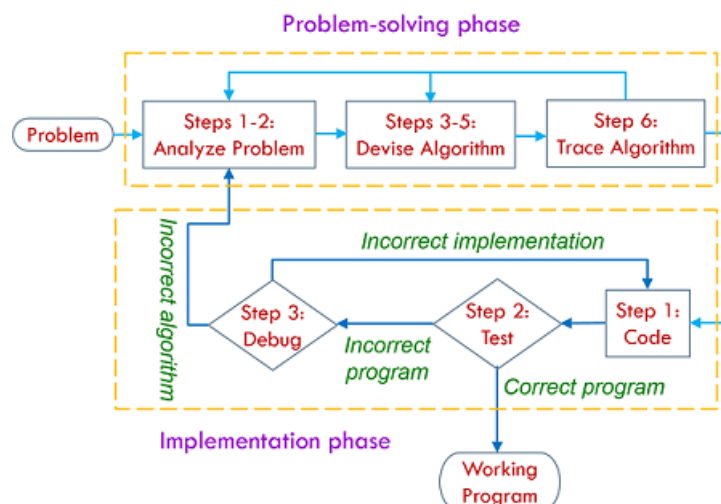 Problem-solving phase
Problem
Steps 1-2:
Analyze Problem
Steps 3-5:
Devise Algorithm
Step 6:
Trace Algorithm
Incorrect algorithm
Incorrect implementation
Step 3:
Debug
Incorrect
program
Step 2:
Test
Step 1:
Code
Correct program
Implementation phase
Working
Program